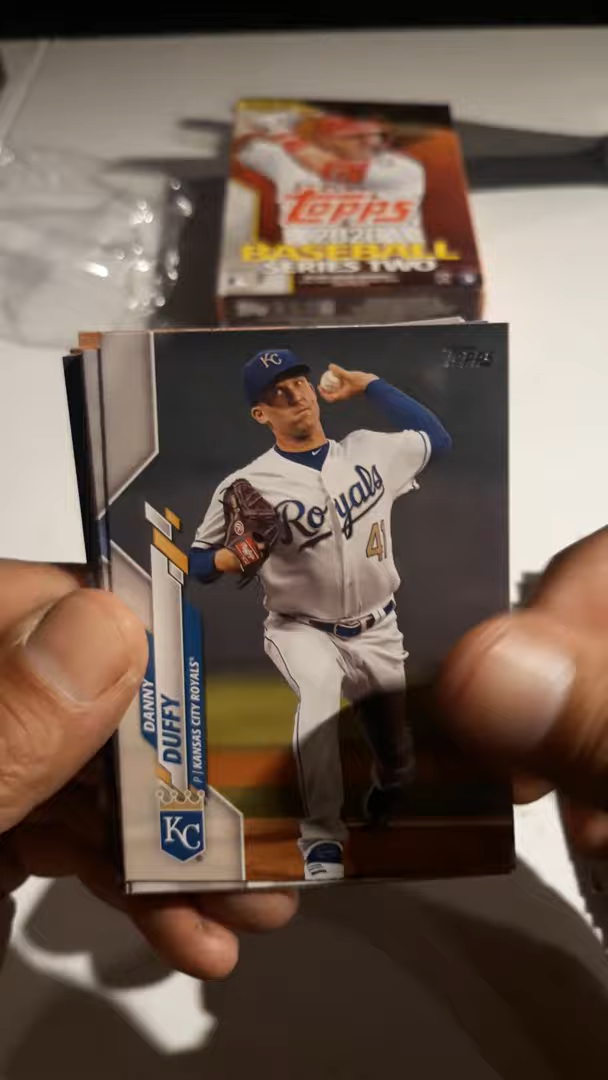 Topps
2020
BASEBALL
SERIES TWO
TOPPS
KC
Royals
41
DANNY
DUFFY
P | KANSAS CITY ROYALS®
KC